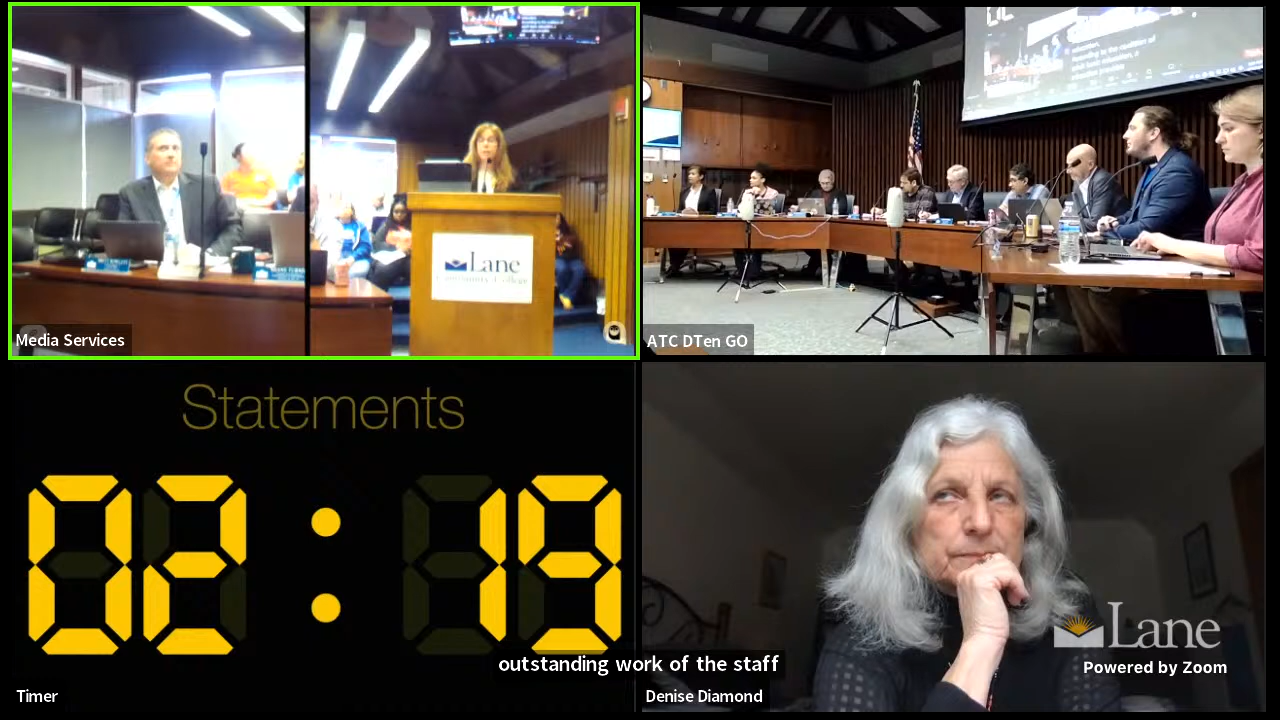 Lane
Community College
Media Services
ATC DTen GO
Statements
02:19
outstanding work of the staff
Timer
Lane
Powered by Zoom
Denise Diamond